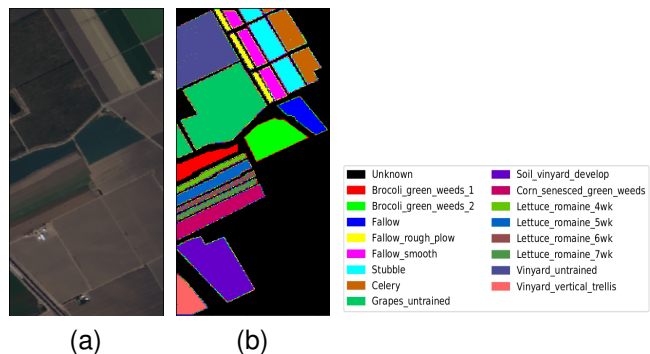 Unknown
Brocoli_green_weeds_1
Brocoli_green_weeds_2
Fallow
Fallow_rough_plow
Fallow_smooth
Stubble
Celery
Grapes_untrained
Soil_vinyard_develop
Corn_senesced_green_weeds
Lettuce_romaine_4wk
Lettuce_romaine_5wk
Lettuce_romaine_6wk
Lettuce_romaine_7wk
Vinyard_untrained
Vinyard_vertical_trellis
(a)
(b)